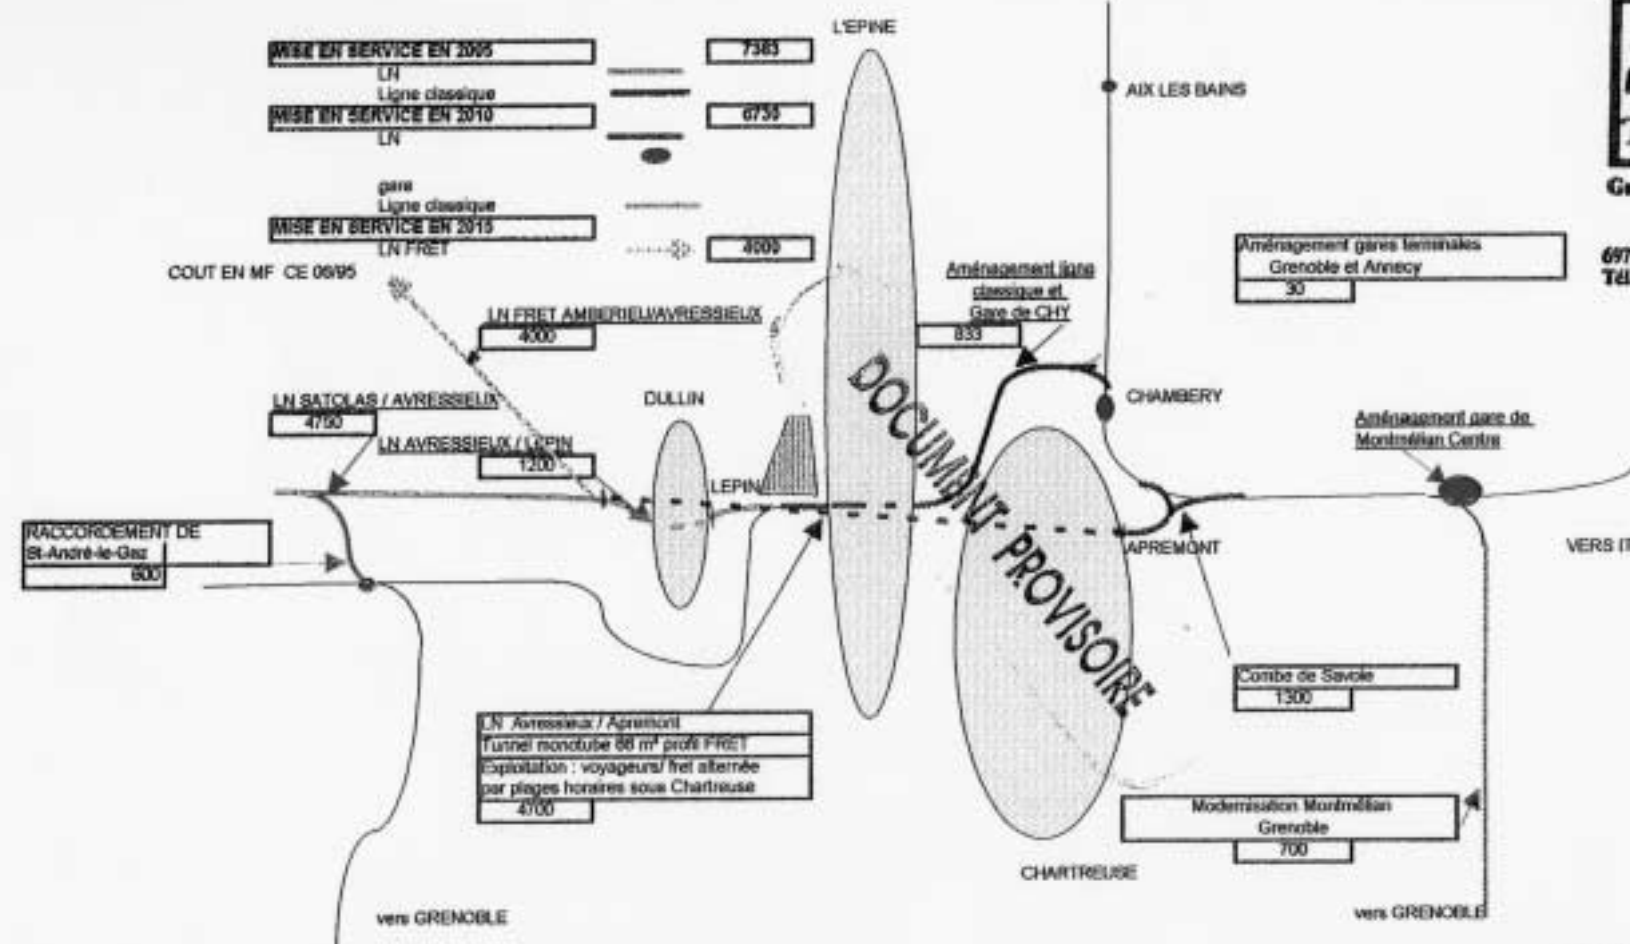 L'EPINE
MISE EN SERVICE EN 2005
7383
LN
Ligne classique
AIX LES BAINS
MISE EN SERVICE EN 2010
6730
LN
gare
Ligne classique
MISE EN SERVICE EN 2015
LN FRET
4000
COUT EN MF CE 06/95
Aménagement ligne
classique et
Gare de CHY
833
Aménagement gares terminales
Grenoble et Annecy
30
697
Tél
LN FRET AMBERIEU/AVRESSIEUX
4000
LN SATOLAS / AVRESSIEUX
4750
DULLIN
CHAMBERY
LN AVRESSIEUX / LEPIN
1200
LEPIN
Aménagement gare de
Montmélian Centre
DOCUMENT PROVISOIRE
RACCORDEMENT DE
St-André-le-Gaz
600
APREMONT
VERS IT
Combe de Savoie
1300
LN Avressieux / Apremont
Tunnel monotube 88 m² profil FRET
Exploitation : voyageurs/ fret alternée
par plages horaires sous Chartreuse
4700
Modernisation Montmélian
Grenoble
700
CHARTREUSE
vers GRENOBLE
vers GRENOBLE